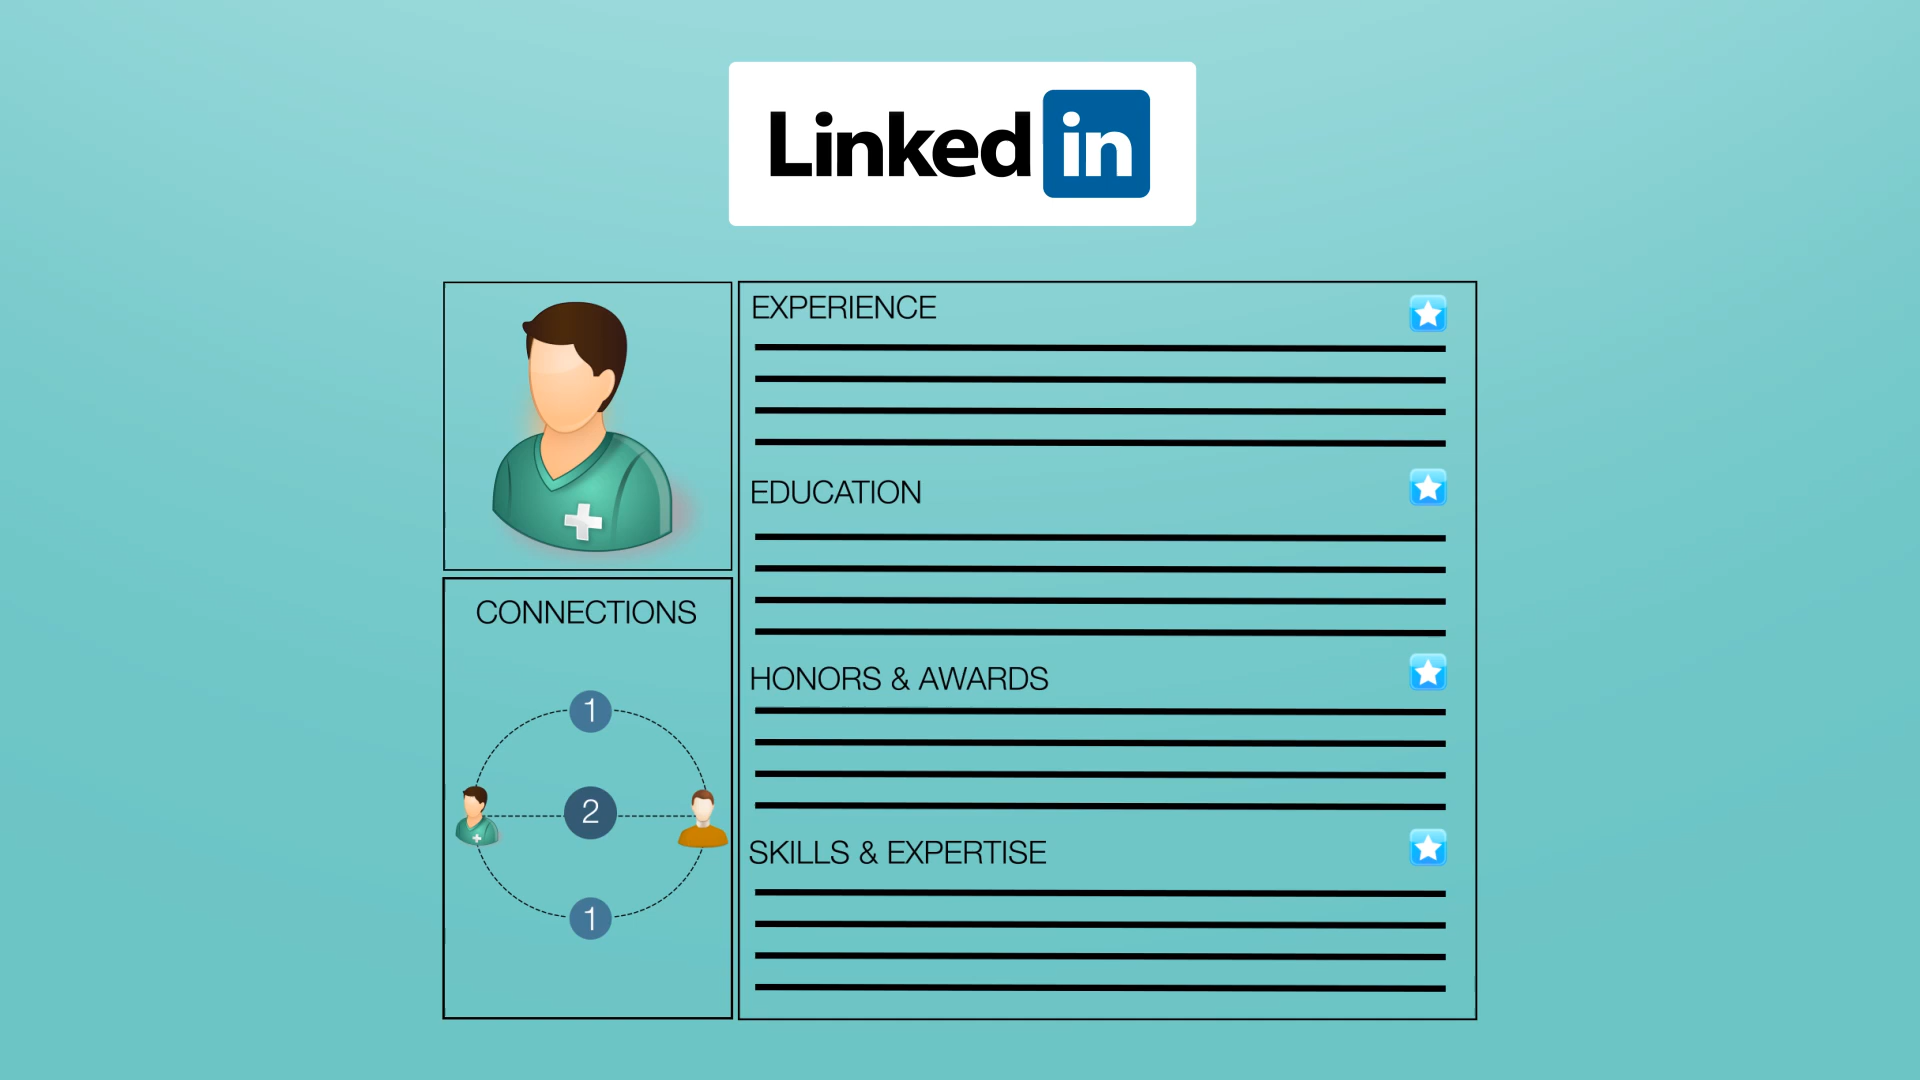 Linkedin
EXPERIENCE
EDUCATION
HONORS & AWARDS
SKILLS & EXPERTISE
CONNECTIONS
1
2
1